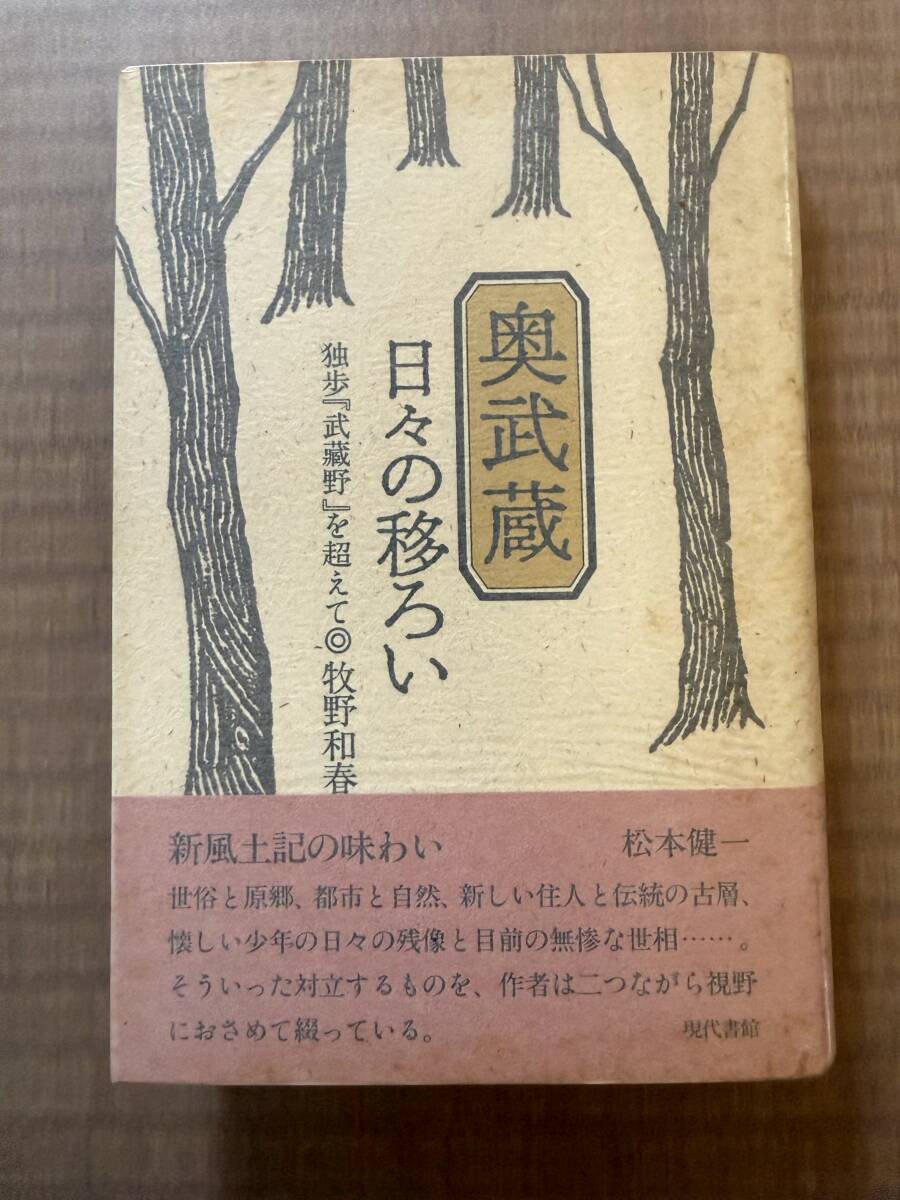 奥武蔵
日々の移ろい
独歩『武蔵野』を超えて◎牧野和春
新風土記の味わい 松本健一
世俗と原郷、都市と自然、新しい住人と伝統の古層、
懐しい少年の日々の残像と目前の無惨な世相……。
そういった対立するものを、作者は二つながら視野
におさめて綴っている。 現代書館